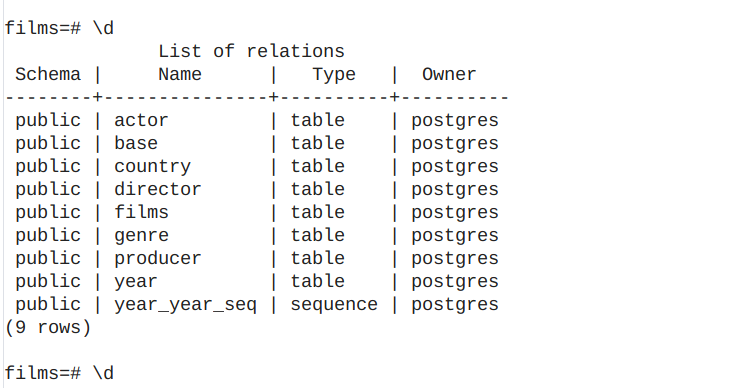 films=# \d
             List of relations
 Schema |     Name      |   Type   |  Owner
--------+---------------+----------+----------
 public | actor         | table    | postgres
 public | base          | table    | postgres
 public | country       | table    | postgres
 public | director      | table    | postgres
 public | films         | table    | postgres
 public | genre         | table    | postgres
 public | producer      | table    | postgres
 public | year          | table    | postgres
 public | year_year_seq | sequence | postgres
(9 rows)

films=# \d